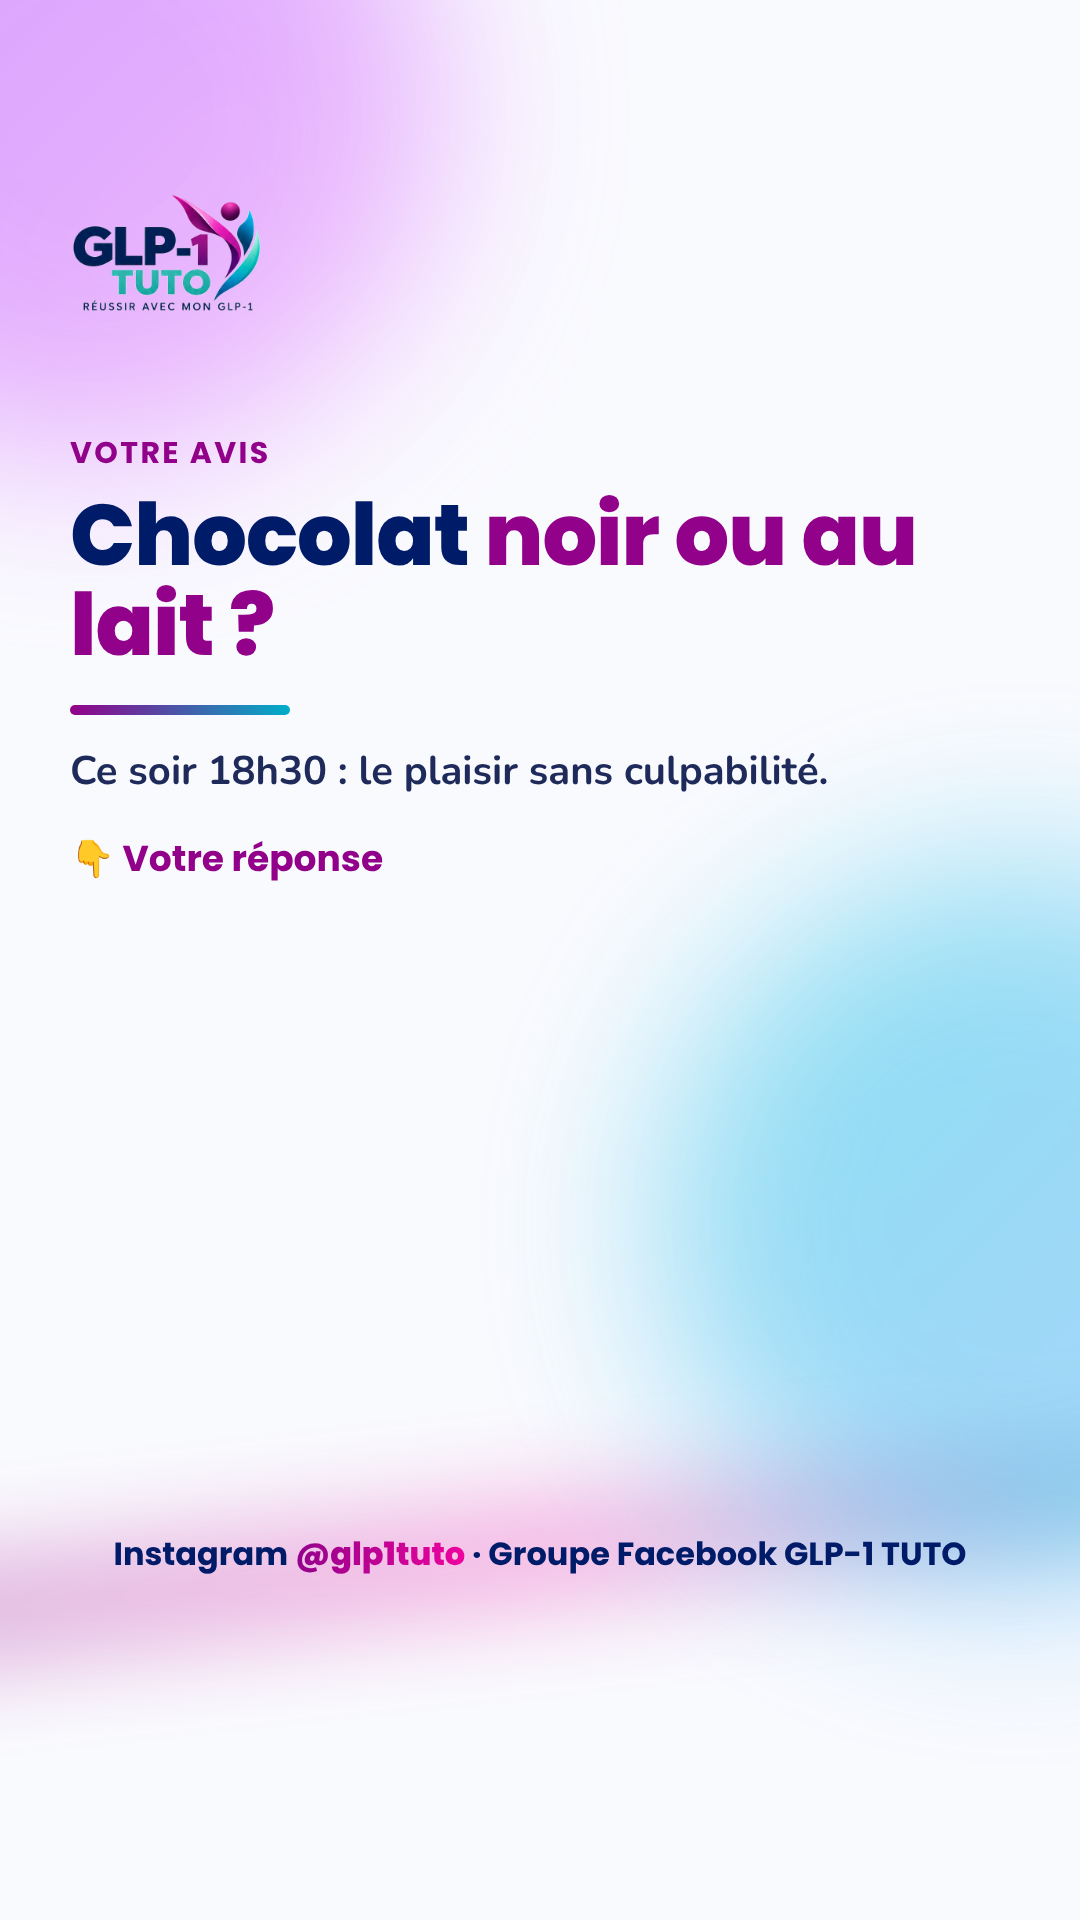 GLP-1
TUTO
RÉUSSIR AVEC MON GLP-1
VOTRE AVIS
Chocolat noir ou au
lait ?
Ce soir 18h30 : le plaisir sans culpabilité.
👇 Votre réponse
Instagram @glp1tuto · Groupe Facebook GLP-1 TUTO